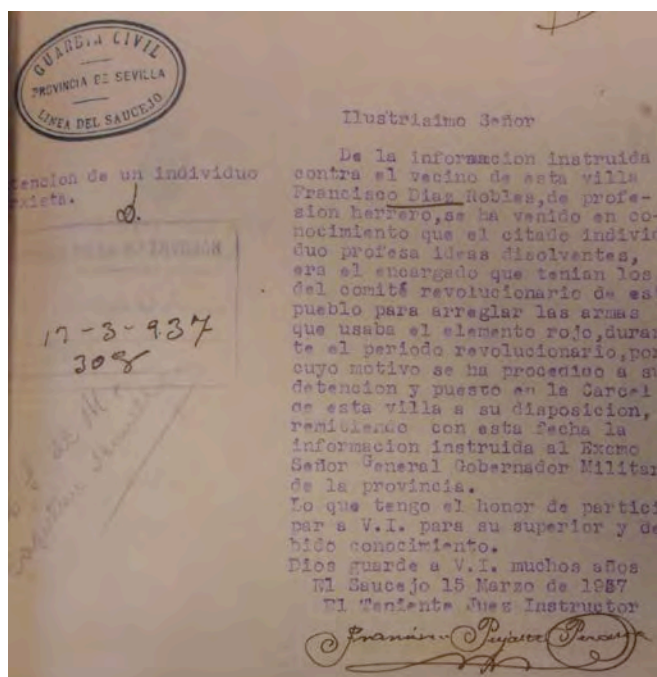 GUARDIA CIVIL
PROVINCIA DE SEVILLA
LINEA DEL SAUCEJO
tencion de un individuo
rxista.
17-3-937
308
Ilustrisimo Señor
De la informacion instruida
contra el vecino de esta villa
Francisco Diaz Robles,de profe-
sion herrero,se ha venido en co-
nocimiento que el citado individ
duo profesa ideas disolventes,
era el encargado que tenian los
del comité revolucionario de es
pueblo para arreglar las armas
que usaba el elemento rojo,duran
te el periodo revolucionario,por
cuyo motivo se ha procedido a su
detencion y puesto en la Carcel
de esta villa a su disposicion,
remitiendo con esta fecha la
informacion instruida al Excmo
Señor General Gobernador Militar
de la provincia.
Lo que tengo el honor de partici
par a V.I. para su superior y de
bido conocimiento.
Dios guarde a V.I. muchos años
El Saucejo 15 Marzo de 1937
El Teniente Juez Instructor